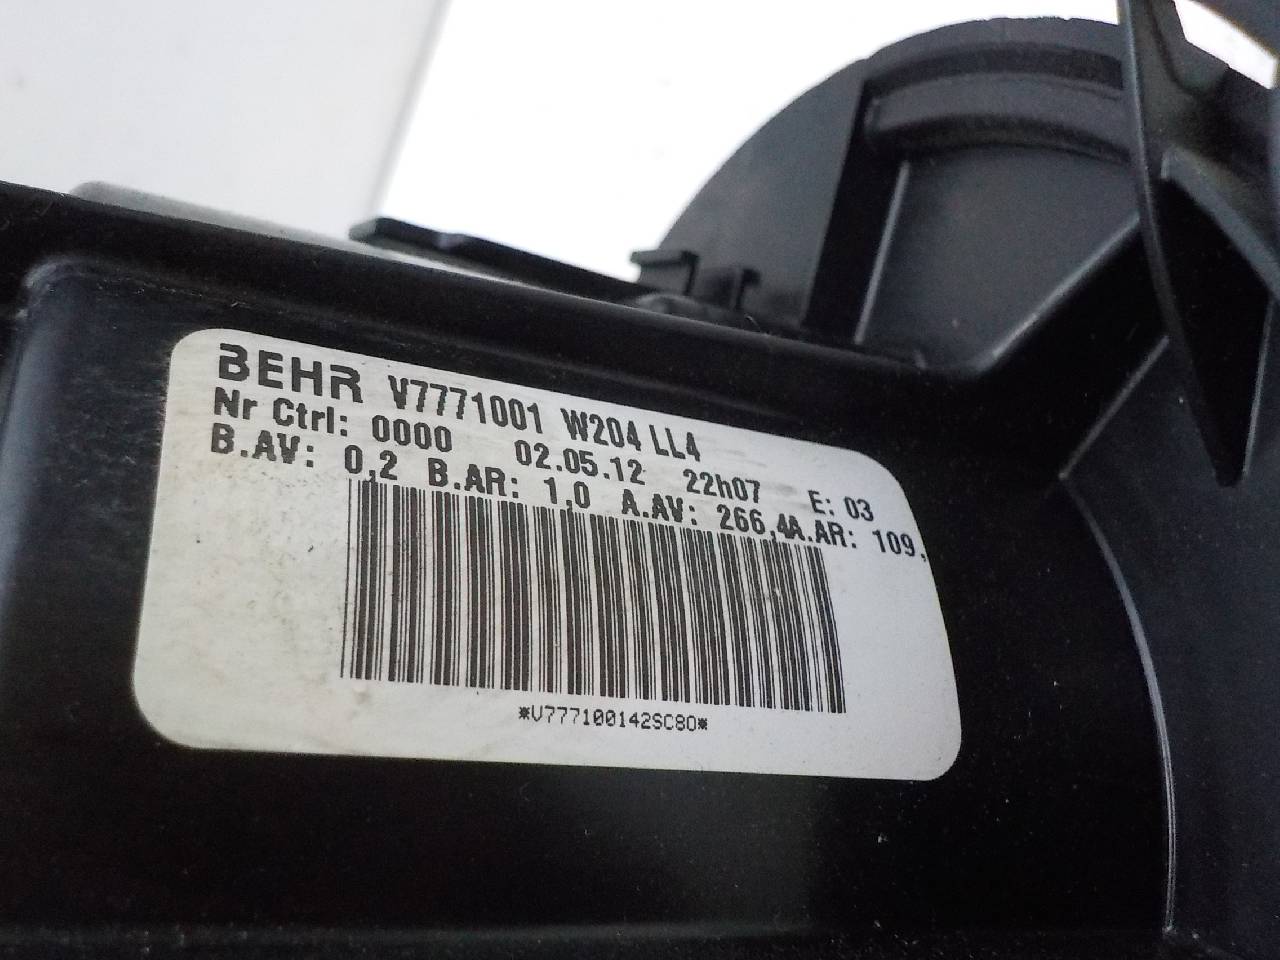 BEHR V7771001 W204 LL4
Nr Ctrl: 0000 02.05.12 22h07 E: 03
B.AV: 0,2 B.AR: 1,0 A.AV: 266,4A.AR: 109,
*V777100142SC80*